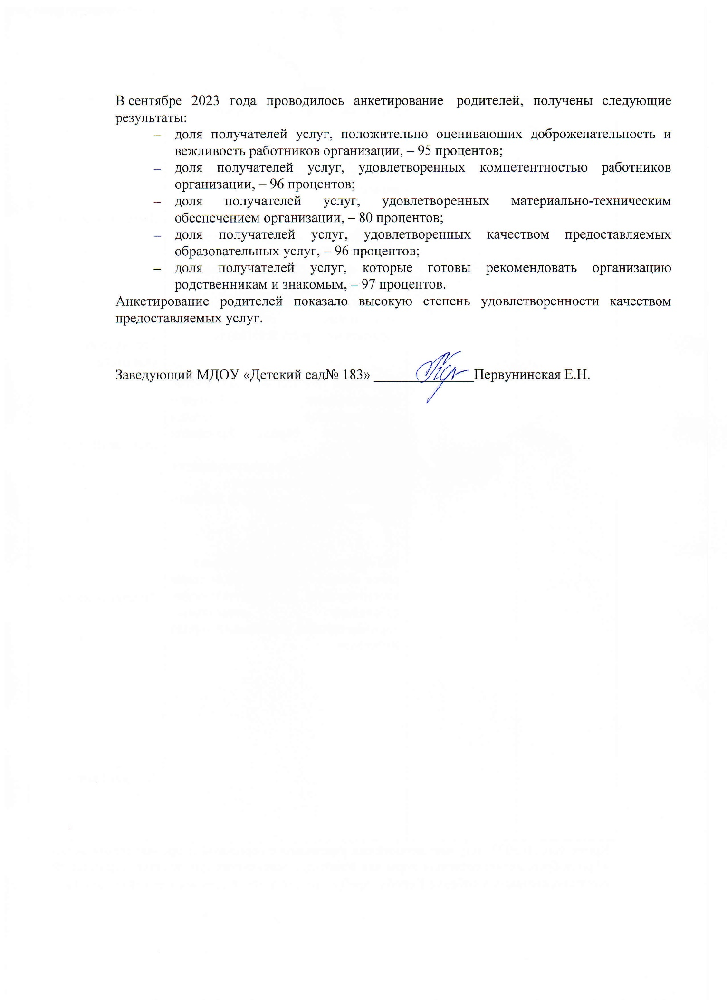 В сентябре 2023 года проводилось анкетирование родителей, получены следующие
результаты:
– доля получателей услуг, положительно оценивающих доброжелательность и
вежливость работников организации, – 95 процентов;
– доля получателей услуг, удовлетворенных компетентностью работников
организации, – 96 процентов;
– доля получателей услуг, удовлетворенных материально-техническим
обеспечением организации, – 80 процентов;
– доля получателей услуг, удовлетворенных качеством предоставляемых
образовательных услуг, – 96 процентов;
– доля получателей услуг, которые готовы рекомендовать организацию
родственникам и знакомым, – 97 процентов.
Анкетирование родителей показало высокую степень удовлетворенности качеством
предоставляемых услуг.
Заведующий МДОУ «Детский сад№ 183» _______________Первунинская Е.Н.